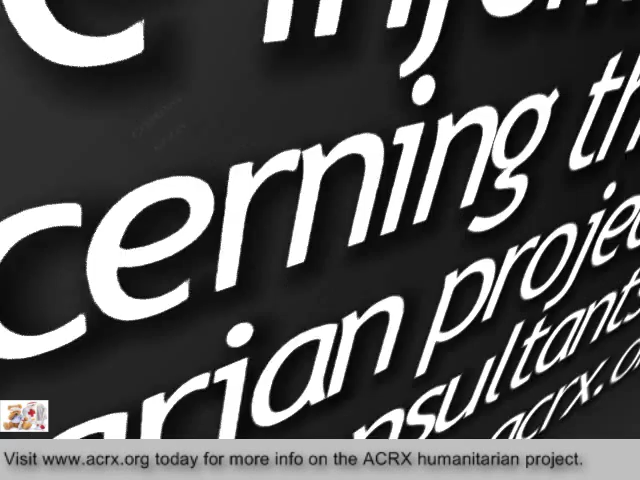 c infor
cerning th
arian projec
nsultants
acrx.o
Visit www.acrx.org today for more info on the ACRX humanitarian project.